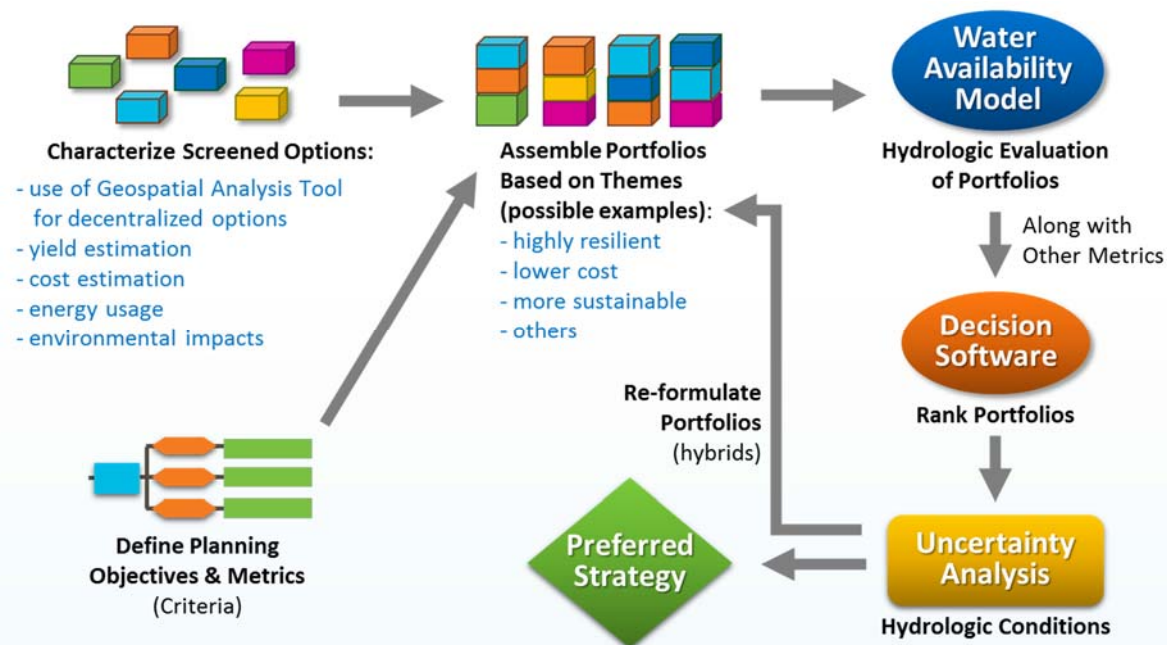 Characterize Screened Options:
- use of Geospatial Analysis Tool
for decentralized options
- yield estimation
- cost estimation
- energy usage
- environmental impacts
Define Planning
Objectives & Metrics
(Criteria)
Assemble Portfolios
Based on Themes
(possible examples):
- highly resilient
- lower cost
- more sustainable
- others
Water
Availability
Model
Hydrologic Evaluation
of Portfolios
Along with
Other Metrics
Decision
Software
Rank Portfolios
Uncertainty
Analysis
Hydrologic Conditions
Re-formulate
Portfolios
(hybrids)
Preferred
Strategy